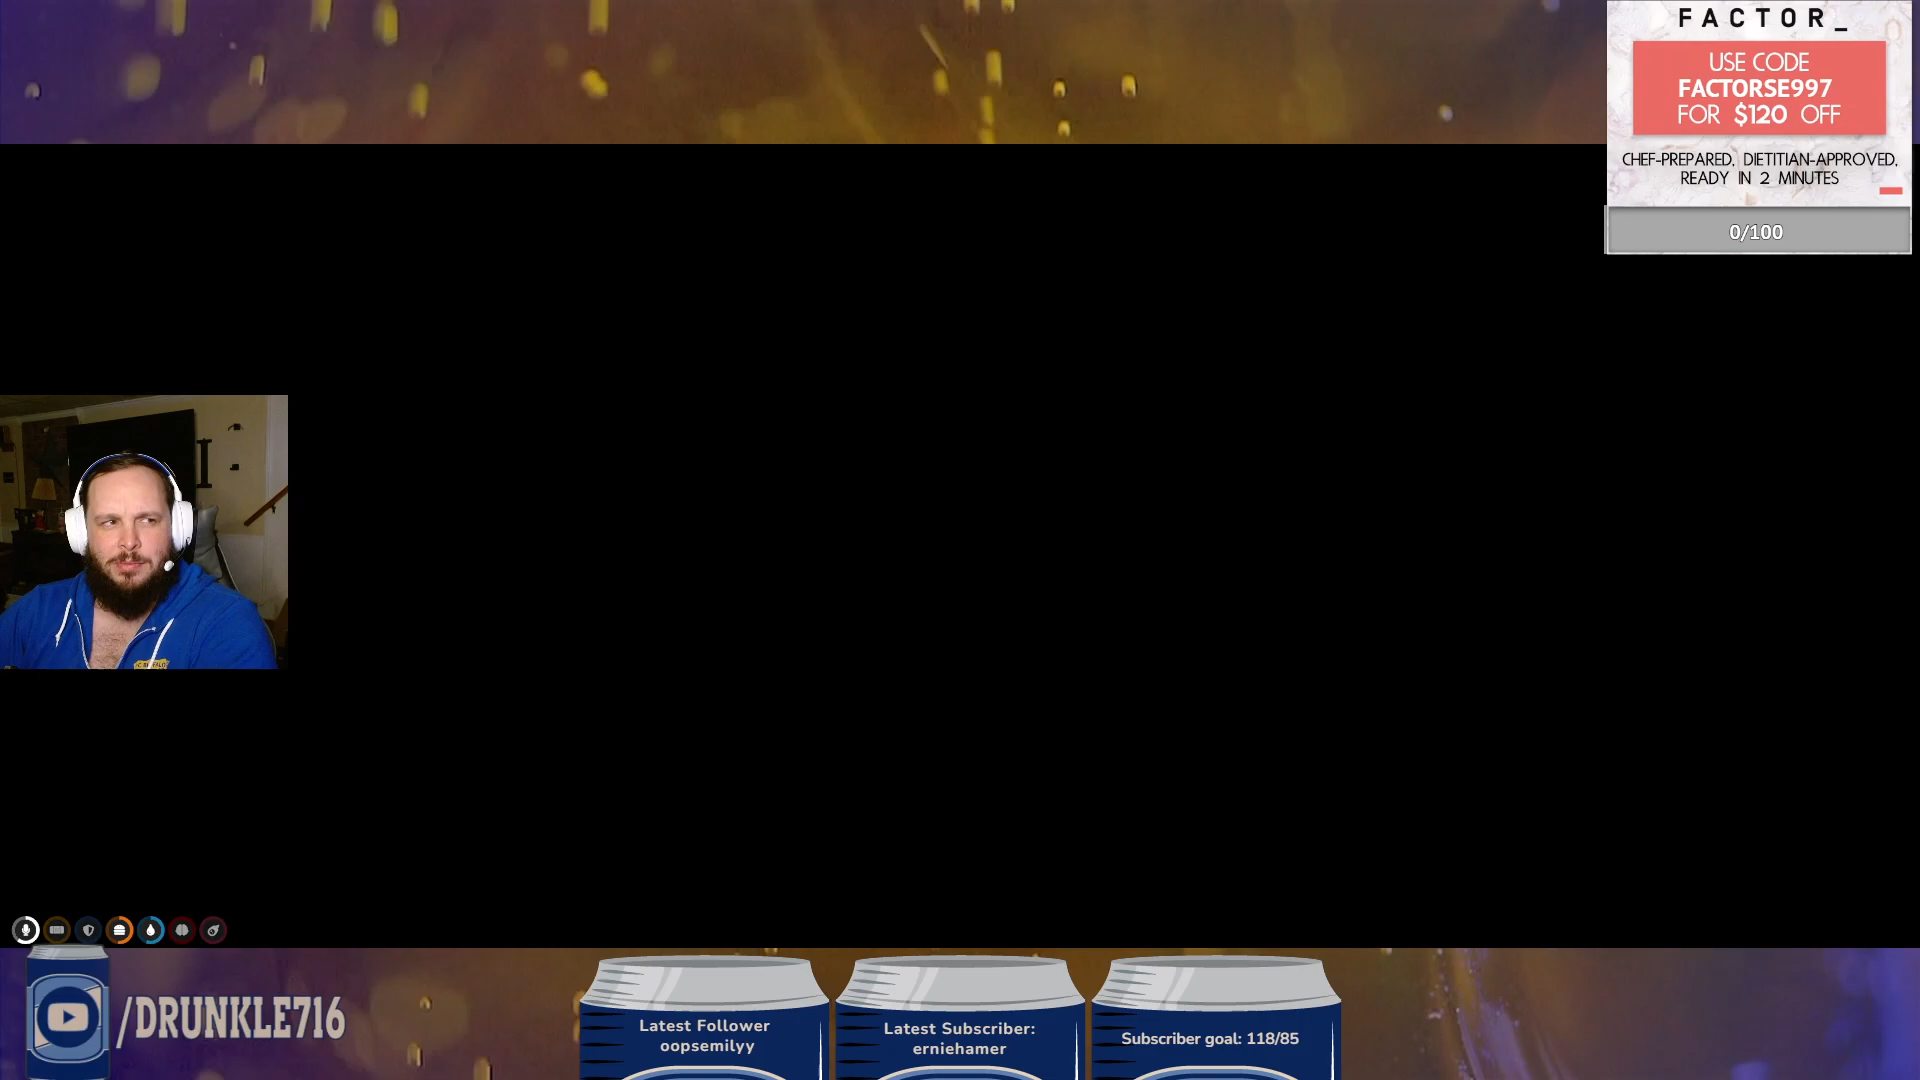 FACTOR_
USE CODE
FACTORSE997
FOR $120 OFF
CHEF-PREPARED, DIETITIAN-APPROVED,
READY IN 2 MINUTES
0/100
/DRUNKLE716
Latest Follower
oopsemilyy
Latest Subscriber:
erniehamer
Subscriber goal: 118/85